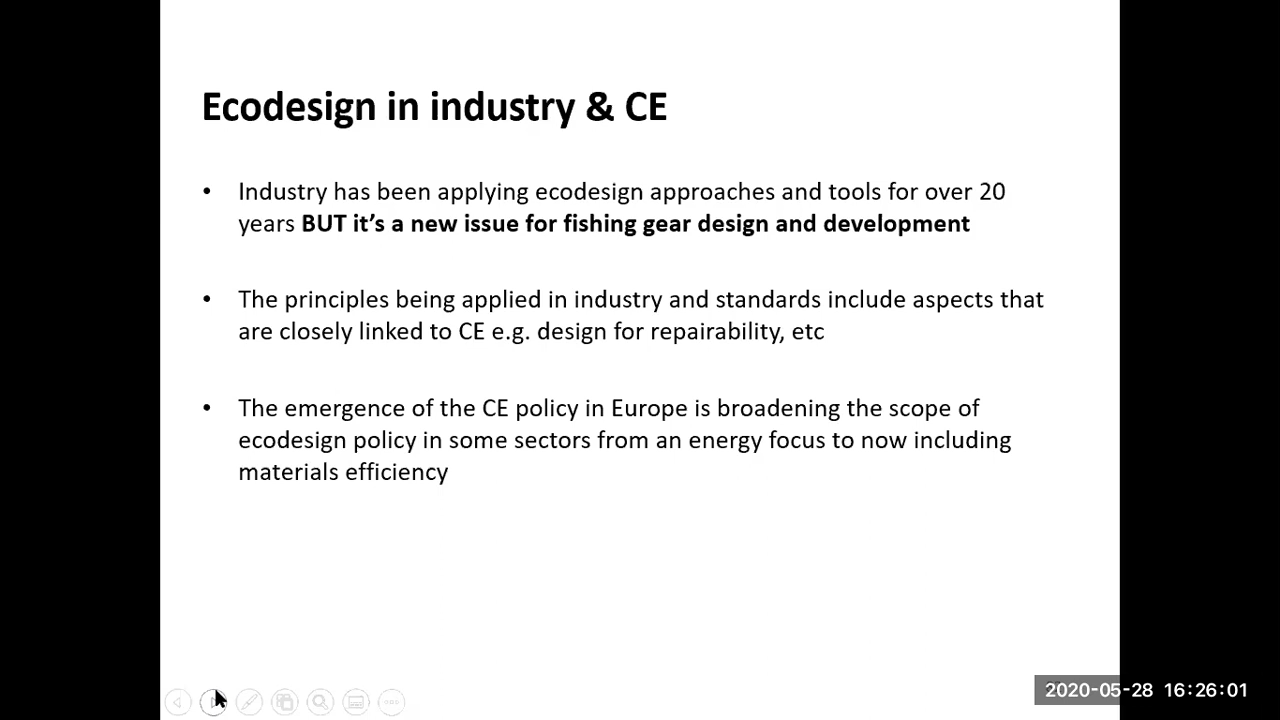 Ecodesign in industry & CE
• Industry has been applying ecodesign approaches and tools for over 20
years BUT it’s a new issue for fishing gear design and development
• The principles being applied in industry and standards include aspects that
are closely linked to CE e.g. design for repairability, etc
• The emergence of the CE policy in Europe is broadening the scope of
ecodesign policy in some sectors from an energy focus to now including
materials efficiency
2020-05-28 16:26:01